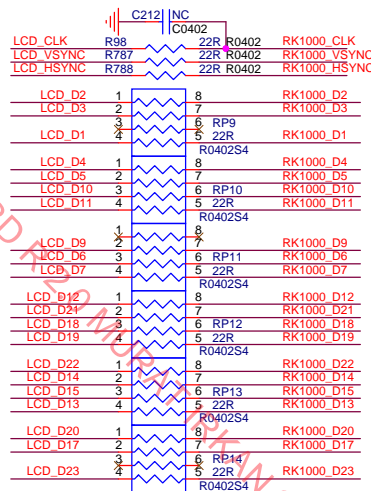 C212 NC
C0402
LCD_CLK R98 22R R0402 RK1000_CLK
LCD_VSYNC R787 22R R0402 RK1000_VSYNC
LCD_HSYNC R788 22R R0402 RK1000_HSYNC
LCD_D2 1 8 RK1000_D2
LCD_D3 2 7 RK1000_D3
3 6 RP9
LCD_D1 4 5 22R RK1000_D1
R0402S4
LCD_D4 1 8 RK1000_D4
LCD_D5 2 7 RK1000_D5
LCD_D10 3 6 RP10 RK1000_D10
LCD_D11 4 5 22R RK1000_D11
R0402S4
1 8
LCD_D9 2 7 RK1000_D9
LCD_D6 3 6 RP11 RK1000_D6
LCD_D7 4 5 22R RK1000_D7
R0402S4
LCD_D12 1 8 RK1000_D12
LCD_D21 2 7 RK1000_D21
LCD_D18 3 6 RP12 RK1000_D18
LCD_D19 4 5 22R RK1000_D19
R0402S4
LCD_D22 1 8 RK1000_D22
LCD_D14 2 7 RK1000_D14
LCD_D15 3 6 RP13 RK1000_D15
LCD_D13 4 5 22R RK1000_D13
R0402S4
LCD_D20 1 8 RK1000_D20
LCD_D17 2 7 RK1000_D17
3 6 RP14
LCD_D23 4 5 22R RK1000_D23
R0402S4